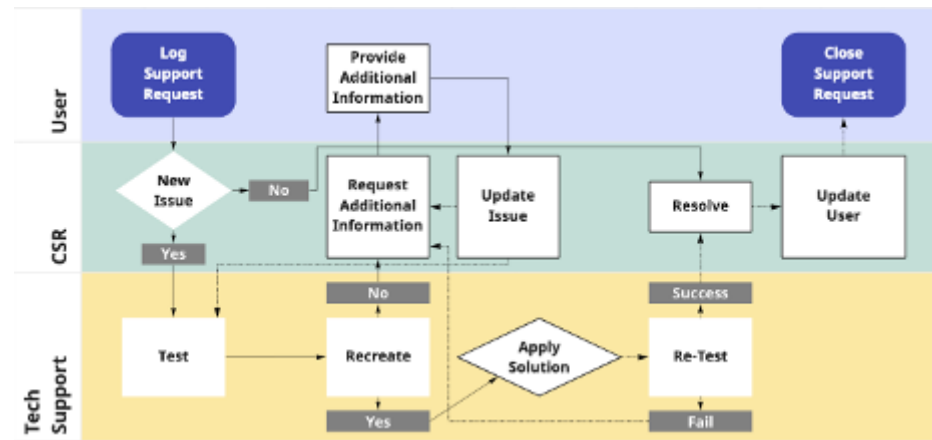 Log
Support
Request
Provide
Additional
Information
Close
Support
Request
User
New
Issue
No
Request
Additional
Information
Update
Issue
Resolve
Update
User
Yes
CSR
No
Success
Test
Recreate
Apply
Solution
Re-Test
Yes
Fail
Tech
Support